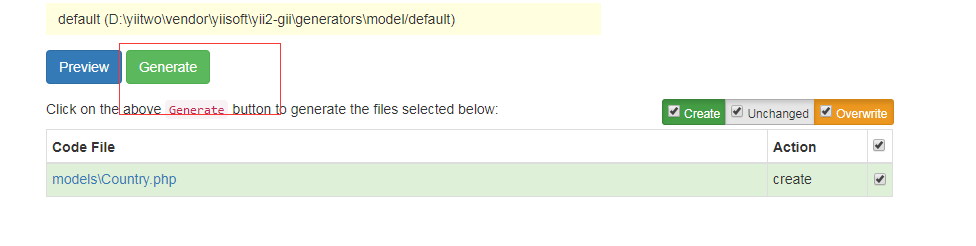 default (D:\yiitwo\vendor\yiisoft\yii2-gii\generators\model/default)
Preview Generate
Click on the above Generate button to generate the files selected below: Create Unchanged Overwrite
Code File Action
models\Country.php create